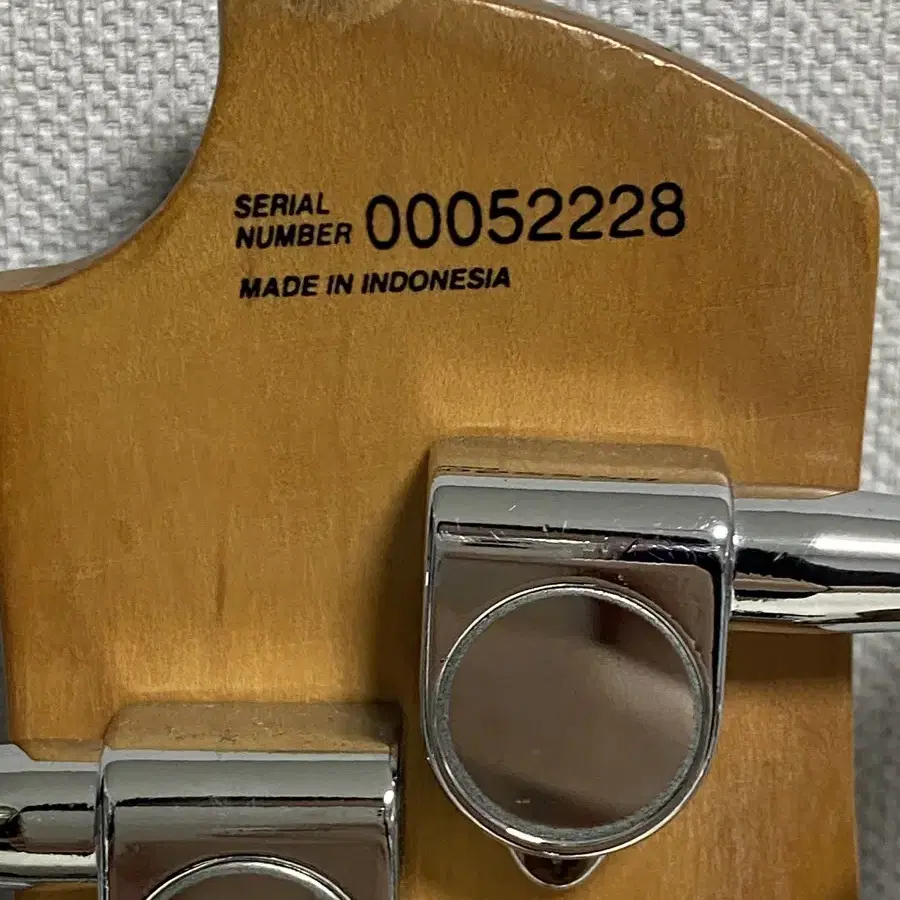 SERIAL
NUMBER 00052228
MADE IN INDONESIA